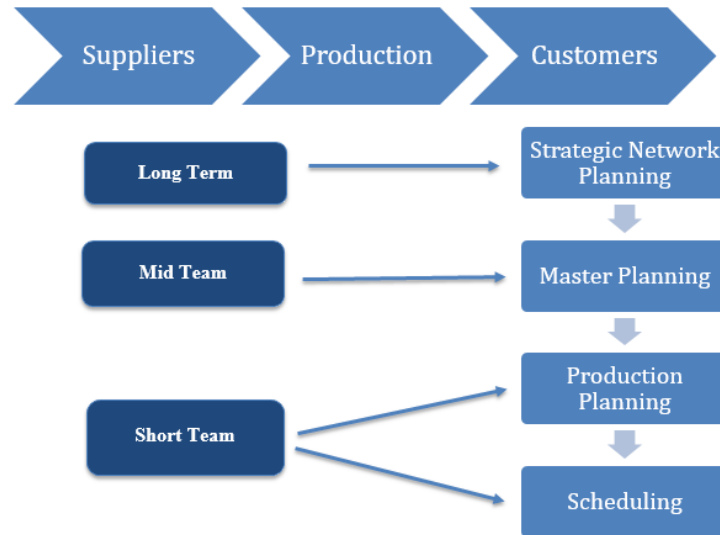 Suppliers
Production
Customers
Long Term
Strategic Network
Planning
Mid Team
Master Planning
Short Team
Production
Planning
Scheduling